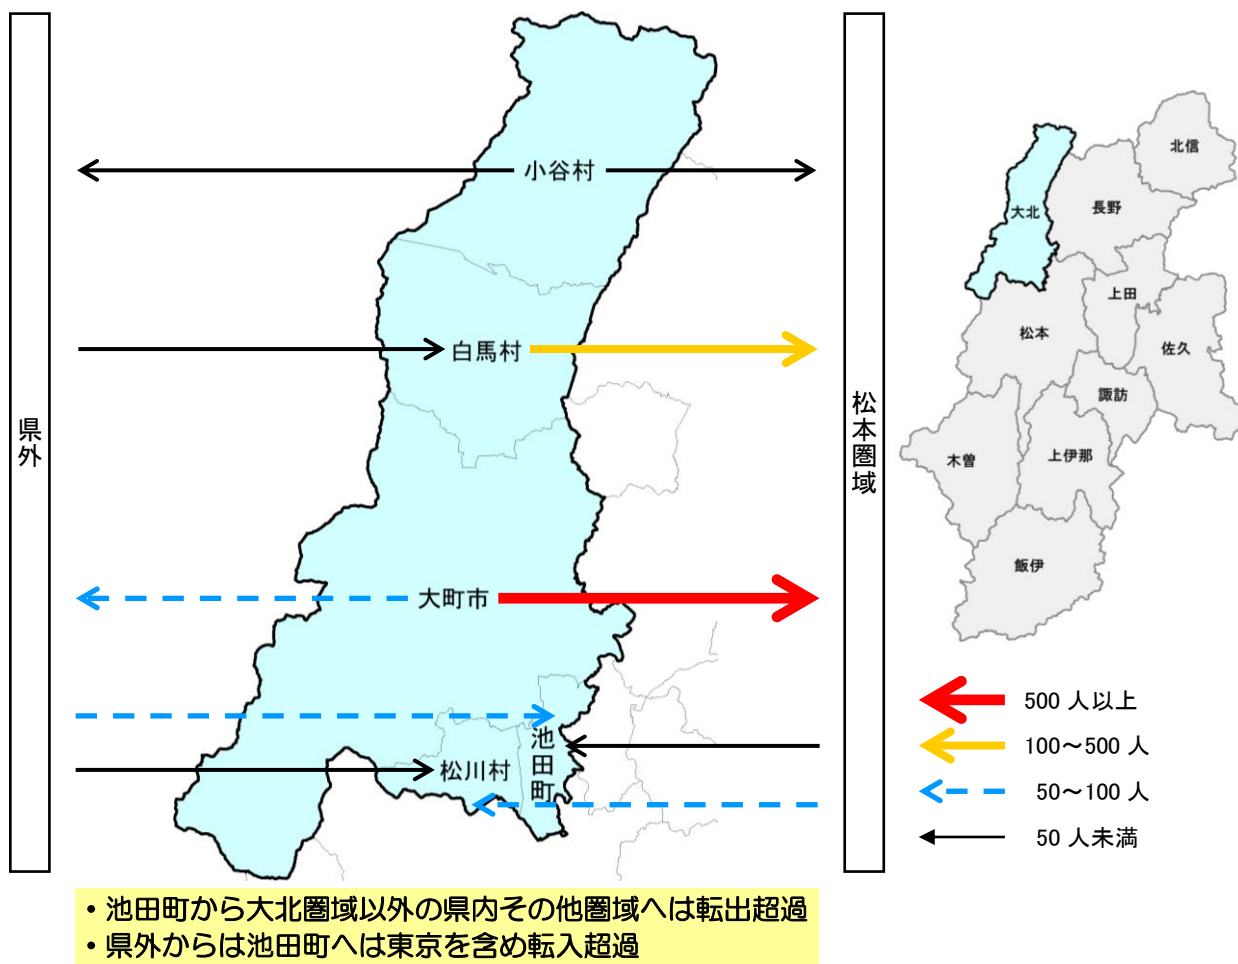 県外
小谷村
白馬村
大町市
池田町
松川村
松本圏域
北信
大北
長野
上田
松本
佐久
諏訪
木曽
上伊那
飯伊
500 人以上
100～500 人
50～100 人
50 人未満
・池田町から大北圏域以外の県内その他圏域へは転出超過
・県外からは池田町へは東京を含め転入超過